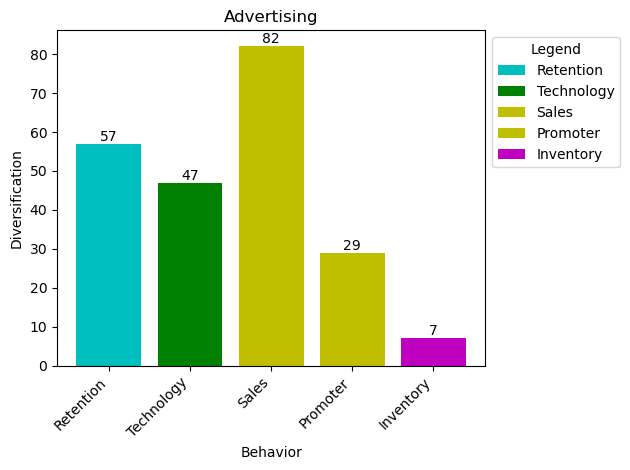 Advertising
Diversification
80
70
60
50
40
30
20
10
0
57
47
82
29
7
Retention
Technology
Sales
Promoter
Inventory
Behavior
Legend
Retention
Technology
Sales
Promoter
Inventory